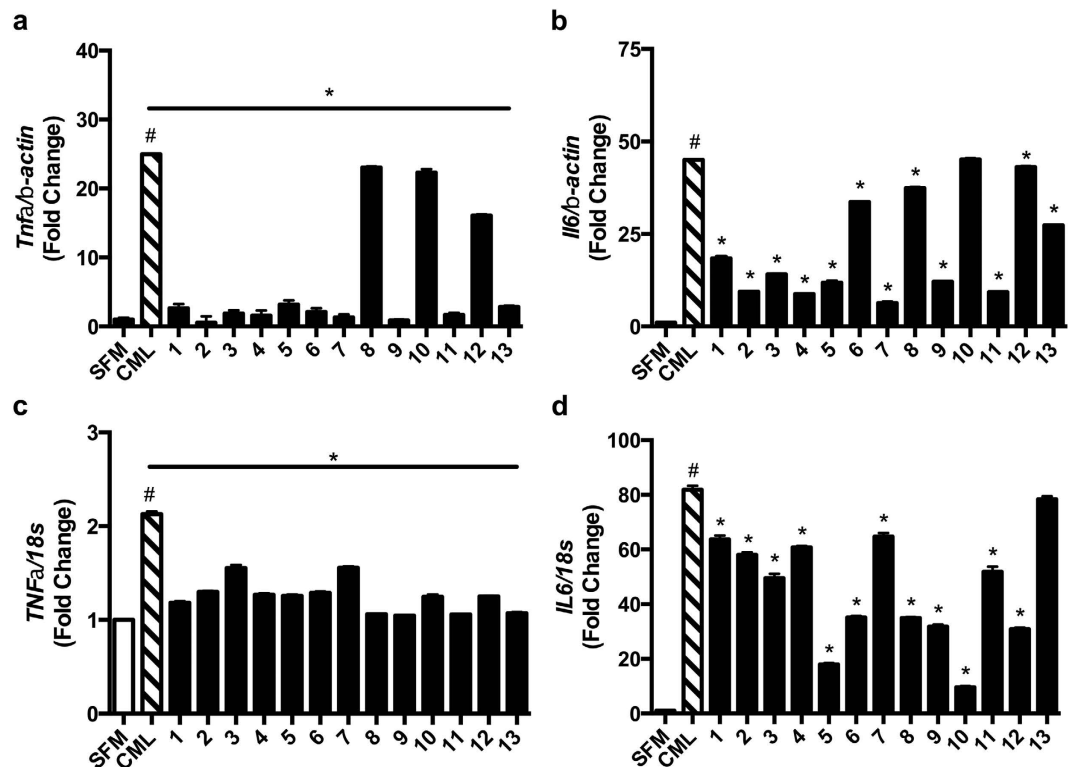 a
40
30
20
10
0
Tnfa/b-actin
(Fold Change)
*
#
SFM CML 1 2 3 4 5 6 7 8 9 10 11 12 13
b
75
50
25
0
Il6/b-actin
(Fold Change)
#
* * * * * * * * * * * *
SFM CML 1 2 3 4 5 6 7 8 9 10 11 12 13
c
3
2
1
0
TNFa/18s
(Fold Change)
*
#
SFM CML 1 2 3 4 5 6 7 8 9 10 11 12 13
d
100
80
60
40
20
0
IL6/18s
(Fold Change)
#
* * * * * * * * * * * *
SFM CML 1 2 3 4 5 6 7 8 9 10 11 12 13